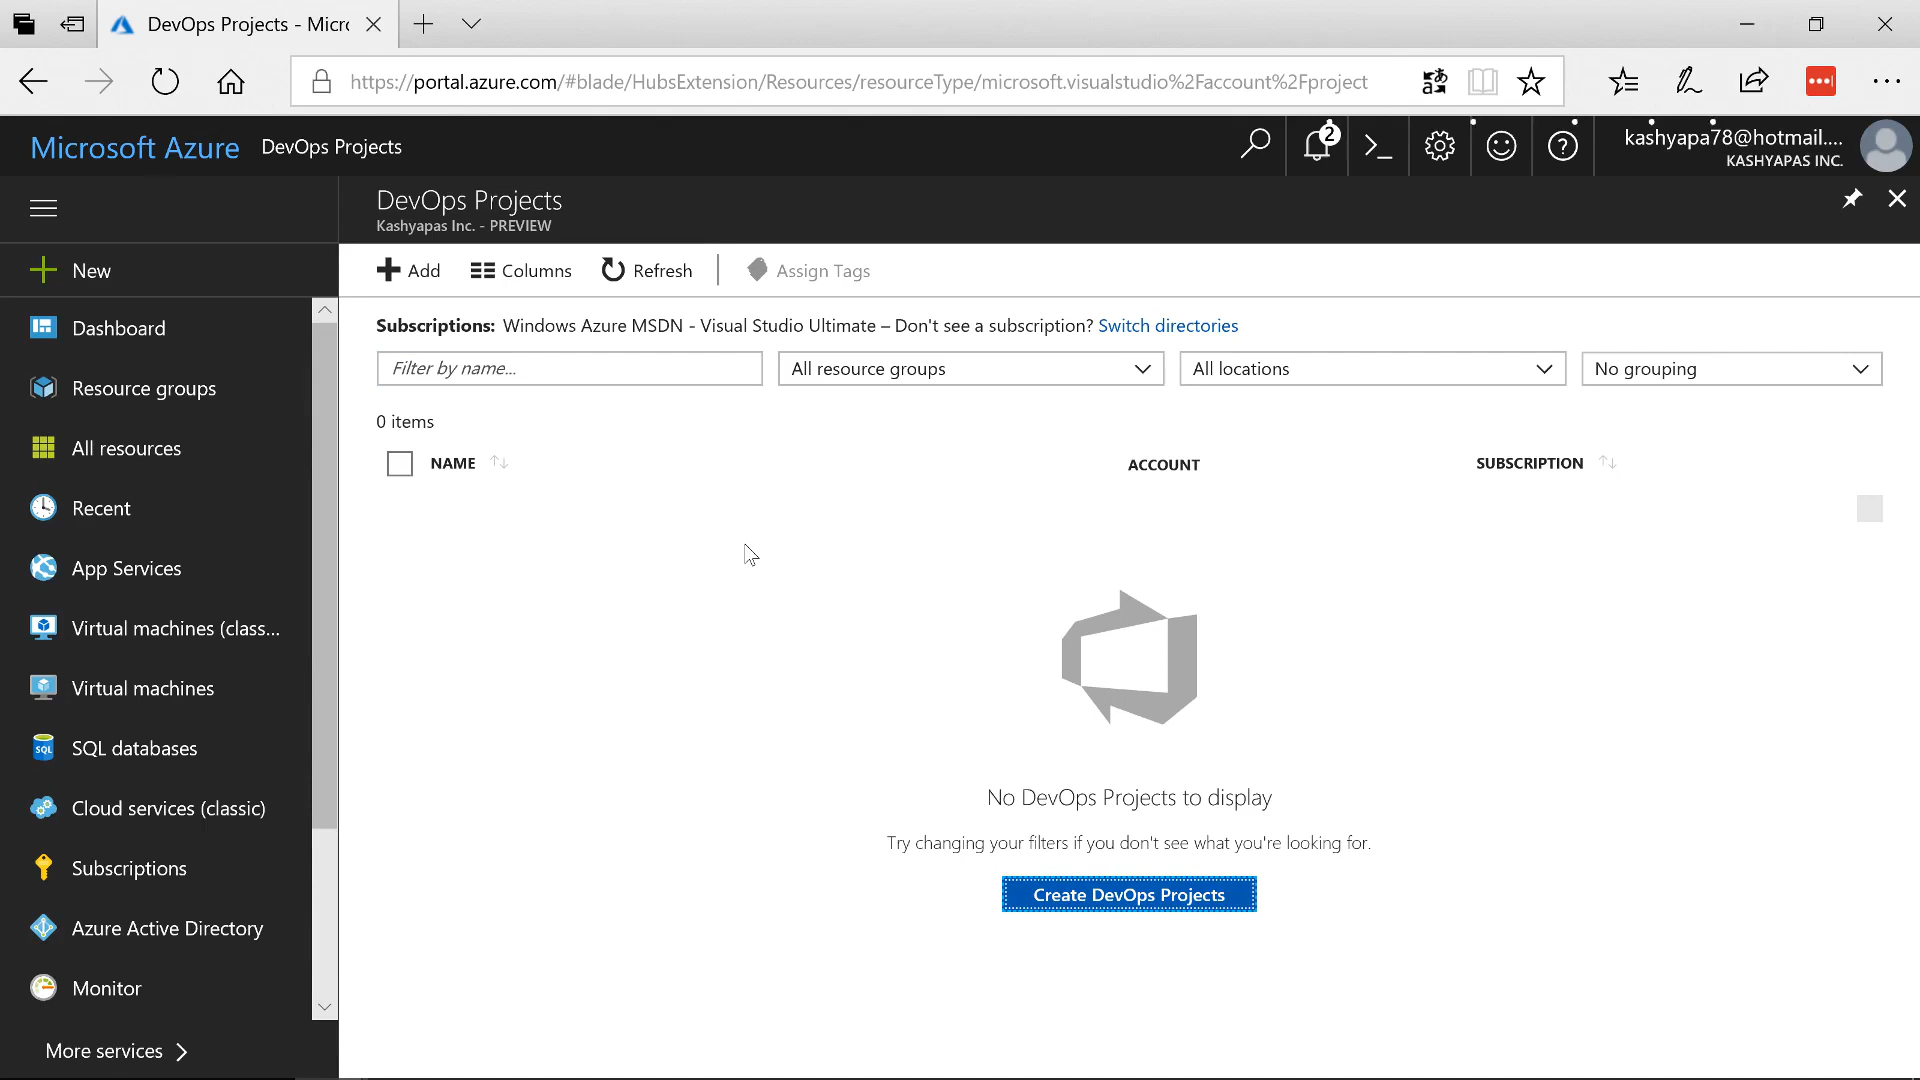 DevOps Projects - Micr
https://portal.azure.com/#blade/HubsExtension/Resources/resourceType/microsoft.visualstudio%2Faccount%2Fproject
Microsoft Azure
DevOps Projects
2
kashyapa78@hotmail....
KASHYAPAS INC.
DevOps Projects
Kashyapas Inc. - PREVIEW
New
Add
Columns
Refresh
Assign Tags
Dashboard
Resource groups
All resources
Recent
App Services
Virtual machines (class...
Virtual machines
SQL
SQL databases
Cloud services (classic)
Subscriptions
Azure Active Directory
Monitor
More services
Subscriptions: Windows Azure MSDN - Visual Studio Ultimate – Don't see a subscription? Switch directories
Filter by name...
All resource groups
All locations
No grouping
0 items
NAME
ACCOUNT
SUBSCRIPTION
No DevOps Projects to display
Try changing your filters if you don't see what you're looking for.
Create DevOps Projects